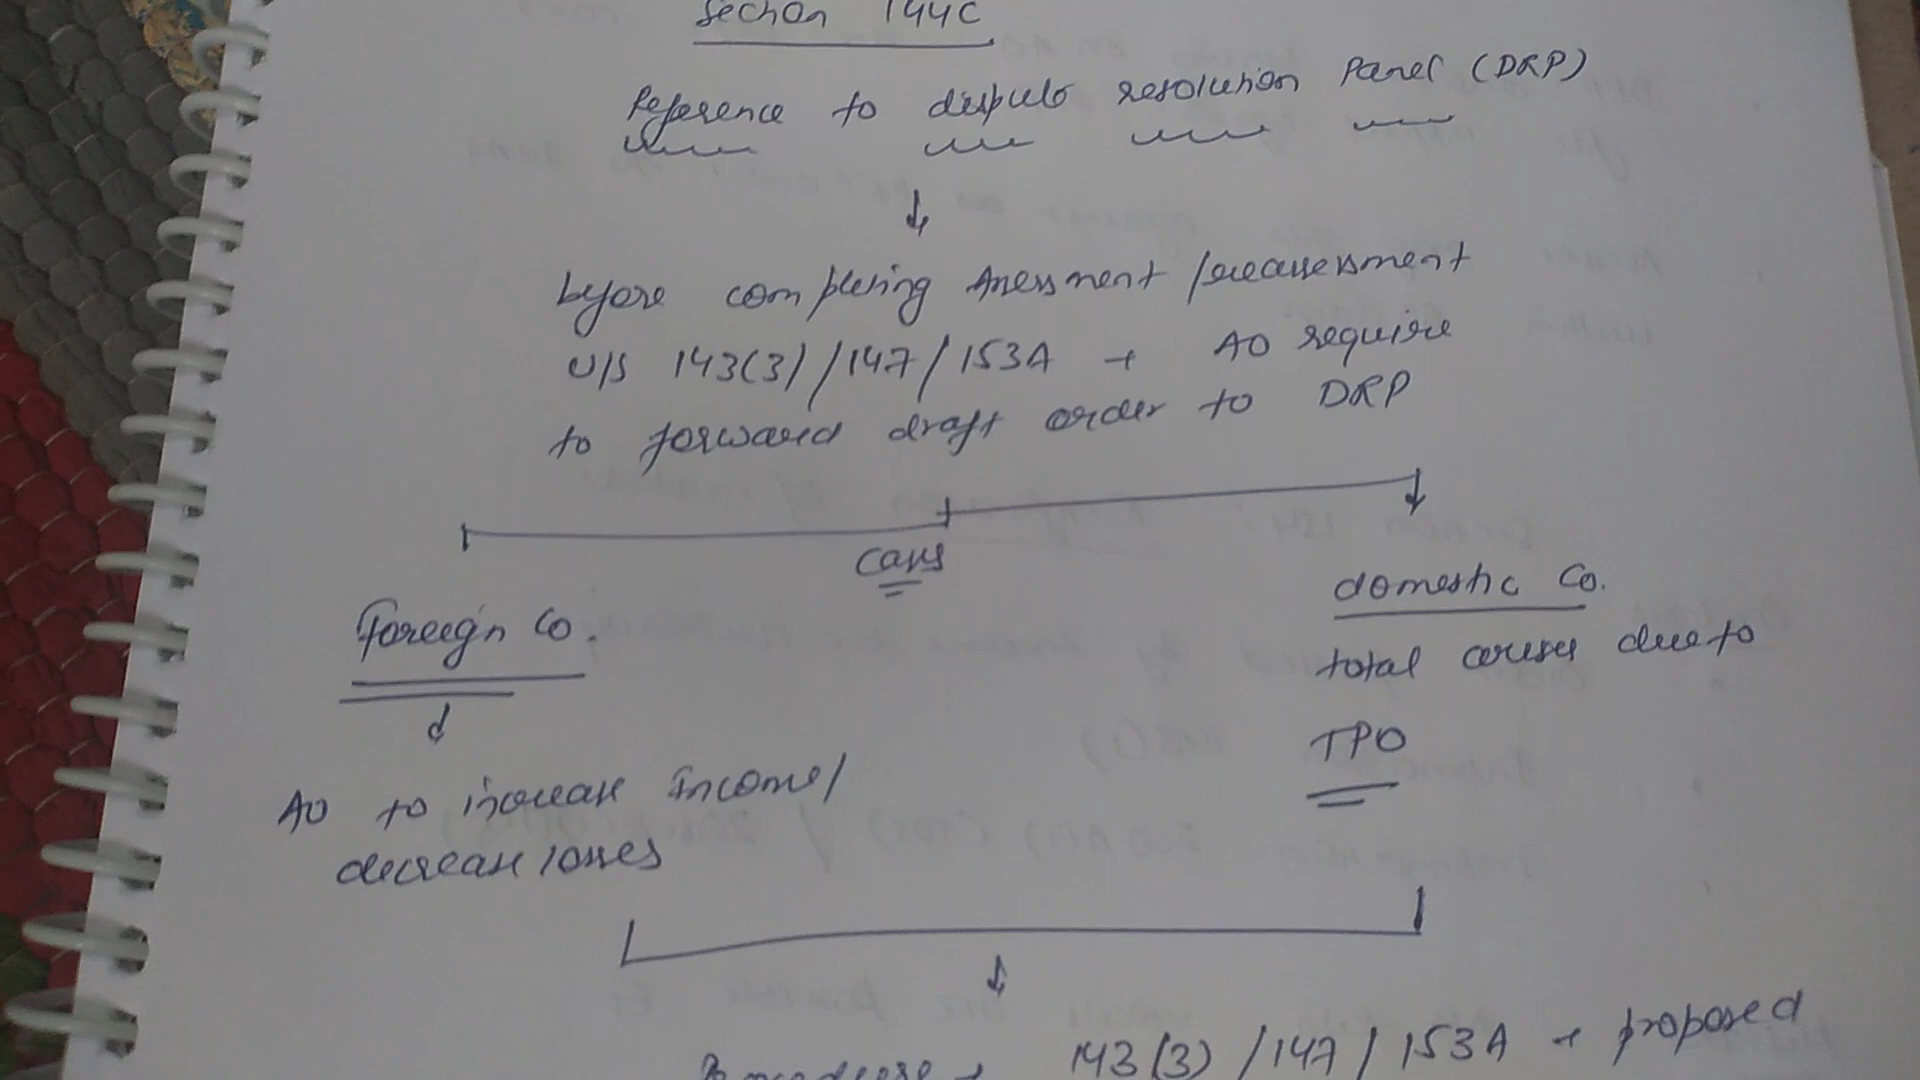 Section 144C
Reference to dispute resolution Panel (DRP)
before completing Assessment / reassessment
U/S 143(3) / 147 / 153A + AO require
to forward draft order to DRP
Cases
Foreign Co.
domestic Co.
total due to
TPO
AO to increase Income /
decrease losses
143(3) / 147 / 153A + proposed